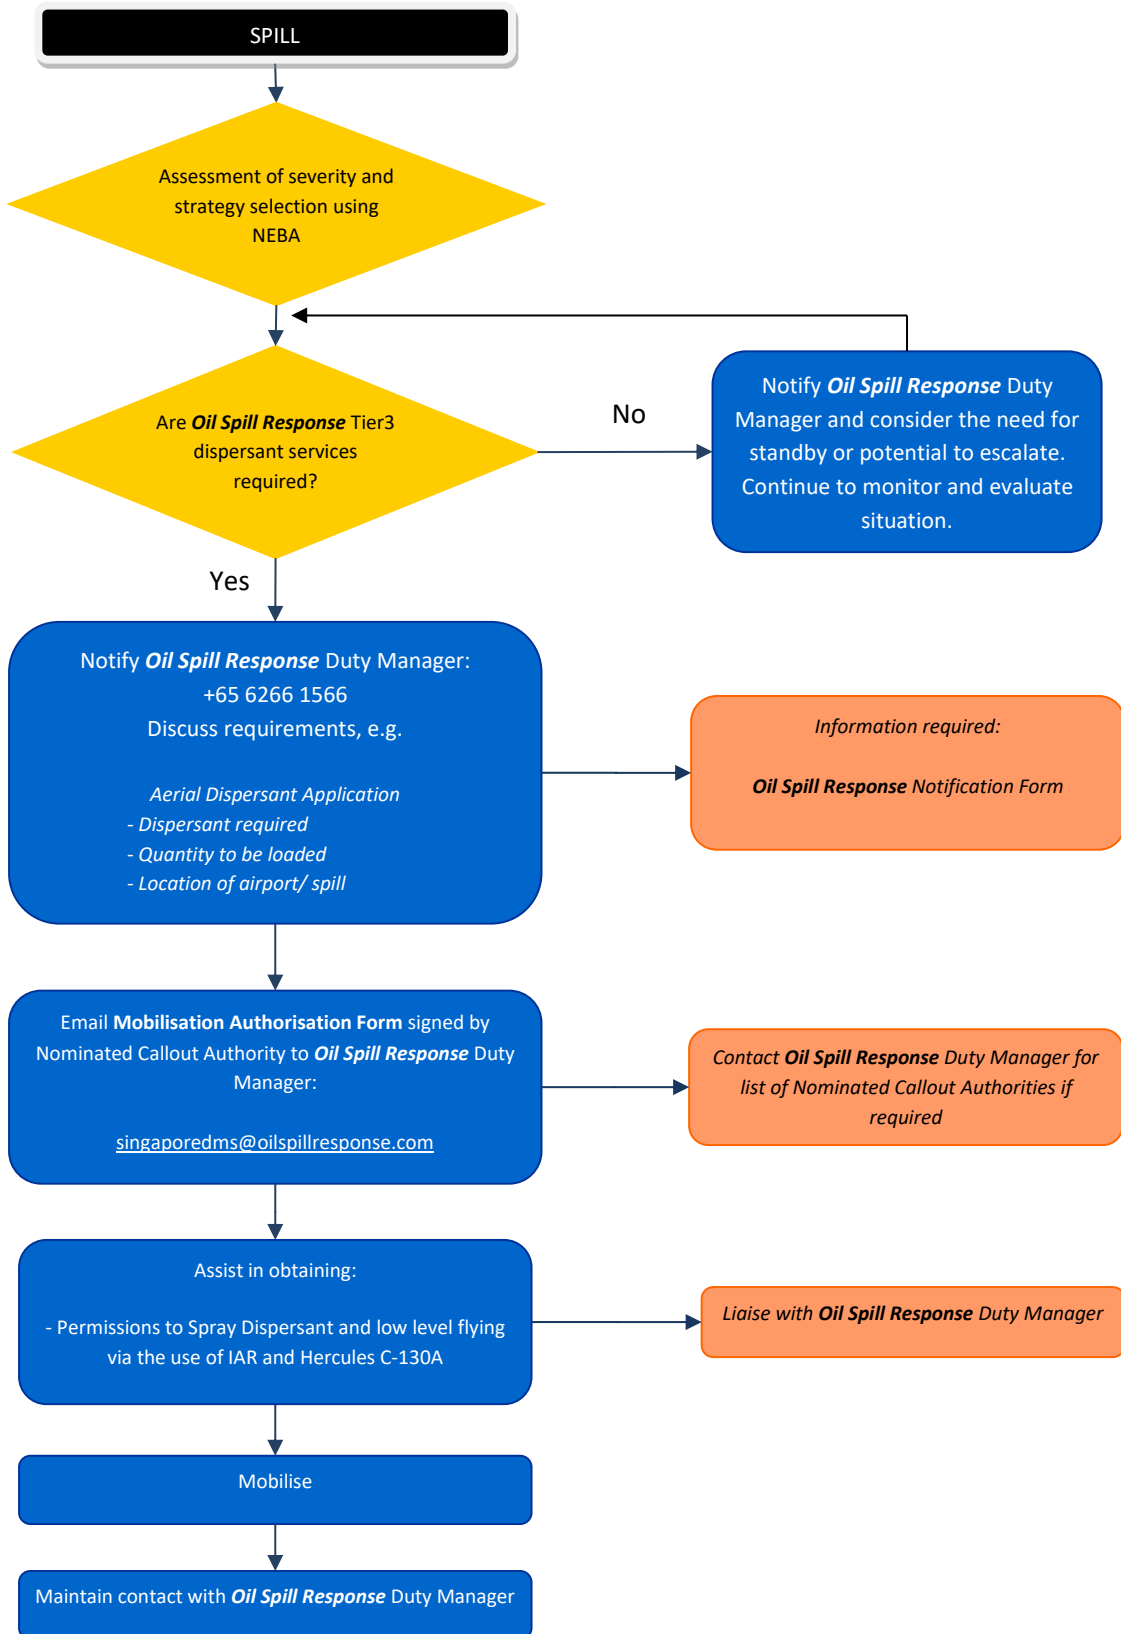 SPILL
Assessment of severity and
strategy selection using
NEBA
Are Oil Spill Response Tier3
dispersant services
required?
No
Notify Oil Spill Response Duty
Manager and consider the need for
standby or potential to escalate.
Continue to monitor and evaluate
situation.
Yes
Notify Oil Spill Response Duty Manager:
+65 6266 1566
Discuss requirements, e.g.
Aerial Dispersant Application
- Dispersant required
- Quantity to be loaded
- Location of airport/ spill
Information required:
Oil Spill Response Notification Form
Email Mobilisation Authorisation Form signed by
Nominated Callout Authority to Oil Spill Response Duty
Manager:
singaporedms@oilspillresponse.com
Contact Oil Spill Response Duty Manager for
list of Nominated Callout Authorities if
required
Assist in obtaining:
- Permissions to Spray Dispersant and low level flying
via the use of IAR and Hercules C-130A
Liaise with Oil Spill Response Duty Manager
Mobilise
Maintain contact with Oil Spill Response Duty Manager